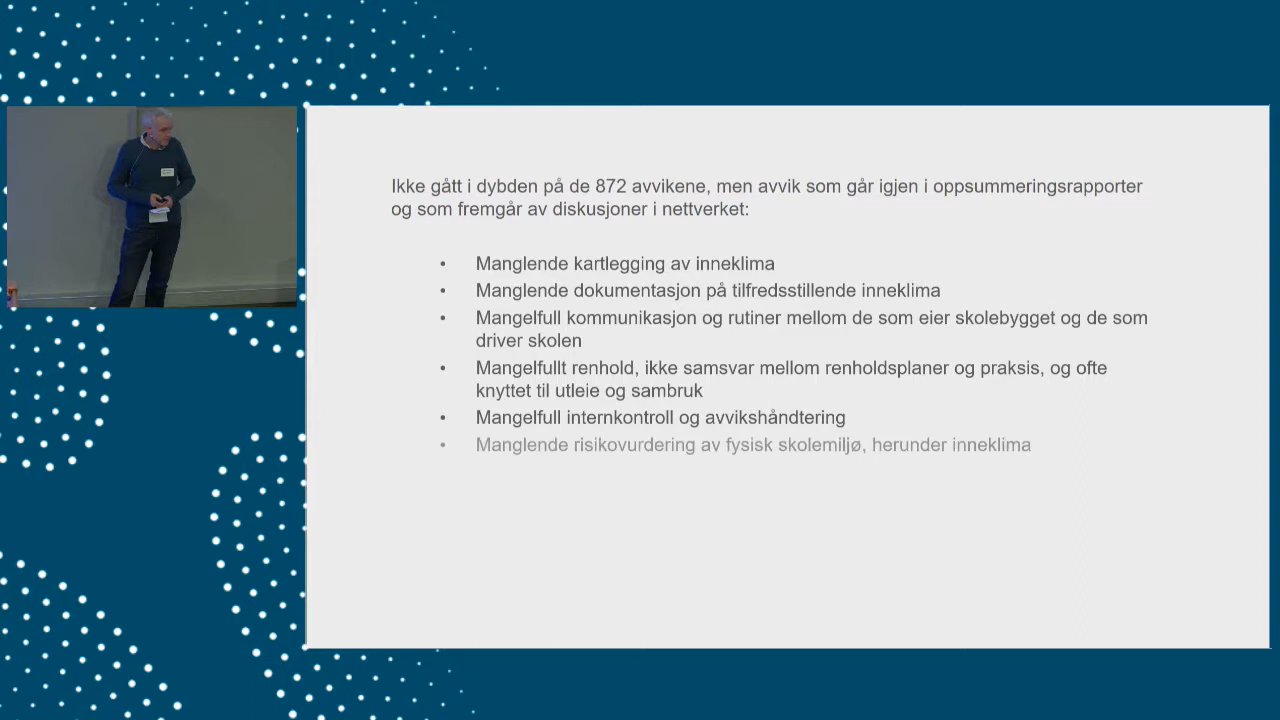 Ikke gått i dybden på de 872 avvikene, men avvik som går igjen i oppsummeringsrapporter
og som fremgår av diskusjoner i nettverket:
• Manglende kartlegging av inneklima
• Manglende dokumentasjon på tilfredsstillende inneklima
• Mangelfull kommunikasjon og rutiner mellom de som eier skolebygget og de som
driver skolen
• Mangelfullt renhold, ikke samsvar mellom renholdsplaner og praksis, og ofte
knyttet til utleie og sambruk
• Mangelfull internkontroll og avvikshåndtering
• Manglende risikovurdering av fysisk skolemiljø, herunder inneklima